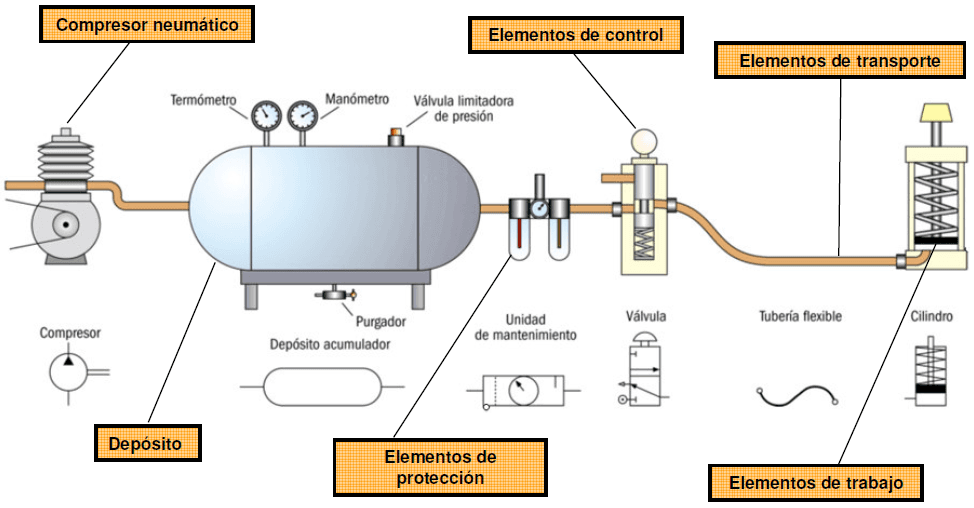 Compresor neumático
Elementos de control
Elementos de transporte
Termómetro
Manómetro
Válvula limitadora
de presión
Purgador
Compresor
Depósito acumulador
Unidad
de mantenimiento
Válvula
Tubería flexible
Cilindro
Depósito
Elementos de
protección
Elementos de trabajo